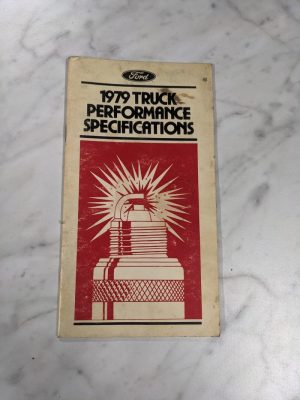 Ford
1979 TRUCK
PERFORMANCE
SPECIFICATIONS